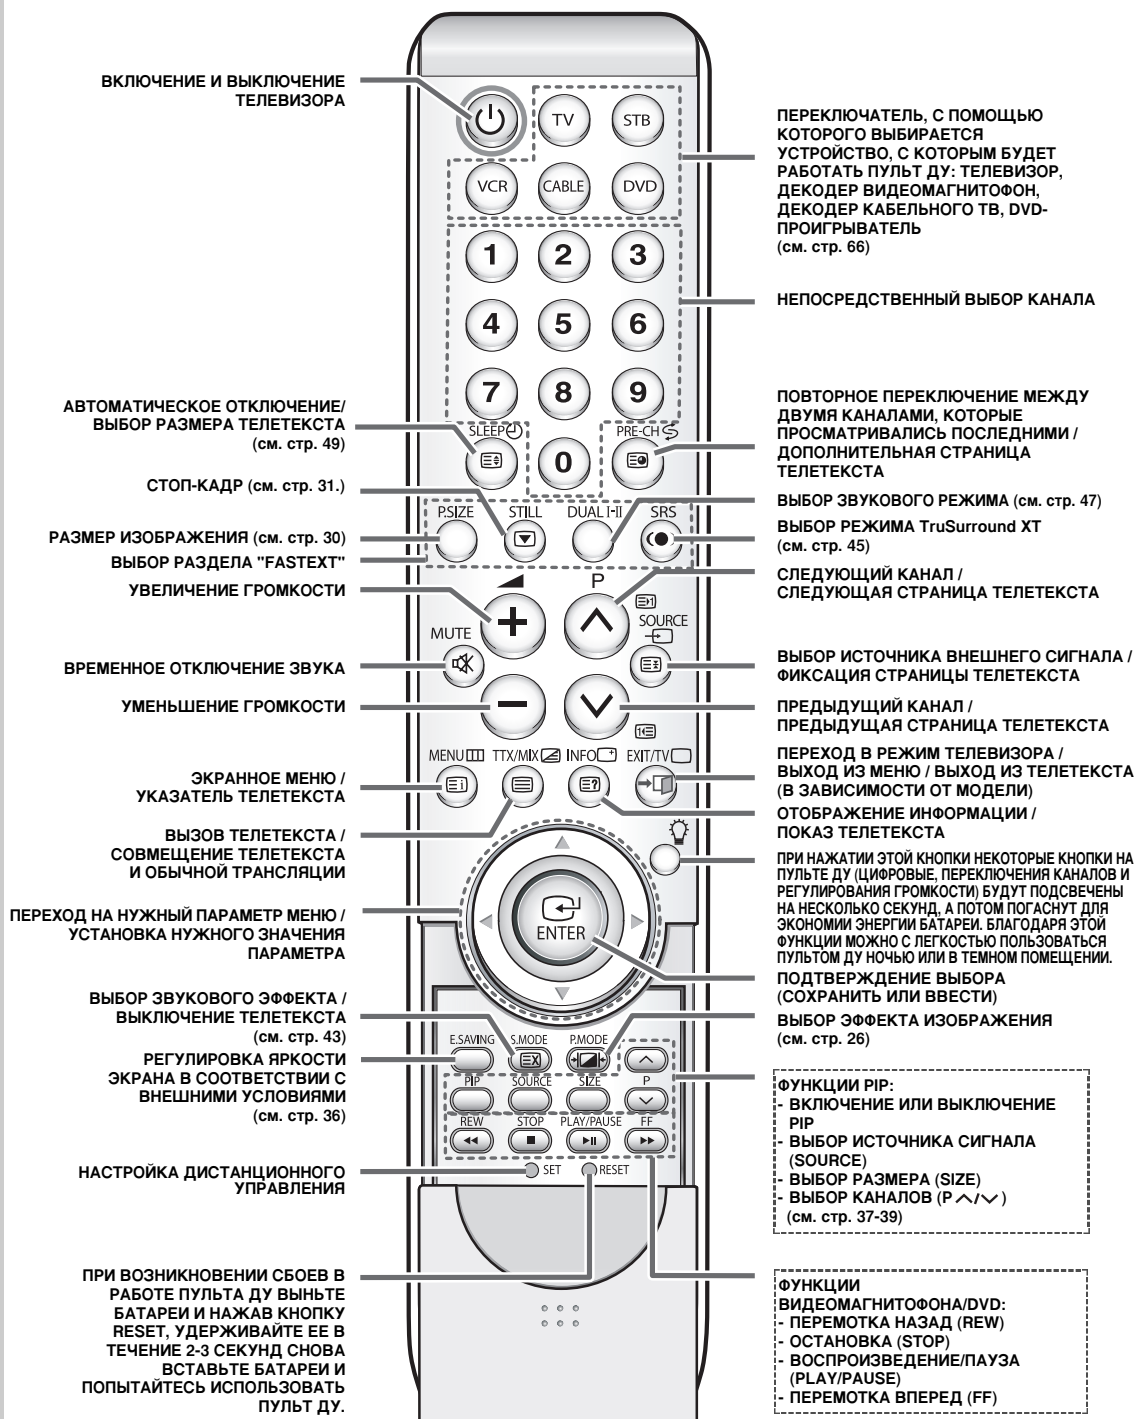 ВКЛЮЧЕНИЕ И ВЫКЛЮЧЕНИЕ
ТЕЛЕВИЗОРА
АВТОМАТИЧЕСКОЕ ОТКЛЮЧЕНИЕ/
ВЫБОР РАЗМЕРА ТЕЛЕТЕКСТА
(см. стр. 49)
СТОП-КАДР (см. стр. 31.)
РАЗМЕР ИЗОБРАЖЕНИЯ (см. стр. 30)
ВЫБОР РАЗДЕЛА "FASTEXT"
УВЕЛИЧЕНИЕ ГРОМКОСТИ
ВРЕМЕННОЕ ОТКЛЮЧЕНИЕ ЗВУКА
УМЕНЬШЕНИЕ ГРОМКОСТИ
ЭКРАННОЕ МЕНЮ /
УКАЗАТЕЛЬ ТЕЛЕТЕКСТА
ВЫЗОВ ТЕЛЕТЕКСТА /
СОВМЕЩЕНИЕ ТЕЛЕТЕКСТА
И ОБЫЧНОЙ ТРАНСЛЯЦИИ
ПЕРЕХОД НА НУЖНЫЙ ПАРАМЕТР МЕНЮ /
УСТАНОВКА НУЖНОГО ЗНАЧЕНИЯ
ПАРАМЕТРА
ВЫБОР ЗВУКОВОГО ЭФФЕКТА /
ВЫКЛЮЧЕНИЕ ТЕЛЕТЕКСТА
(см. стр. 43)
РЕГУЛИРОВКА ЯРКОСТИ
ЭКРАНА В СООТВЕТСТВИИ С
ВНЕШНИМИ УСЛОВИЯМИ
(см. стр. 36)
НАСТРОЙКА ДИСТАНЦИОННОГО
УПРАВЛЕНИЯ
ПРИ ВОЗНИКНОВЕНИИ СБОЕВ В
РАБОТЕ ПУЛЬТА ДУ ВЫНЬТЕ
БАТАРЕИ И НАЖАВ КНОПКУ
RESET, УДЕРЖИВАЙТЕ ЕЕ В
ТЕЧЕНИЕ 2-3 СЕКУНД СНОВА
ВСТАВЬТЕ БАТАРЕИ И
ПОПЫТАЙТЕСЬ ИСПОЛЬЗОВАТЬ
ПУЛЬТ ДУ.
TV STB
VCR CABLE DVD
1 2 3
4 5 6
7 8 9
SLEEP PRE-CH
0
P.SIZE STILL DUAL I-II SRS
P
+
SOURCE
MUTE
MENU TTX/MIX INFO EXIT/TV
ENTER
E.SAVING S.MODE P.MODE
PIP SOURCE SIZE P
REW STOP PLAY/PAUSE FF
SET RESET
ПЕРЕКЛЮЧАТЕЛЬ, С ПОМОЩЬЮ
КОТОРОГО ВЫБИРАЕТСЯ
УСТРОЙСТВО, С КОТОРЫМ БУДЕТ
РАБОТАТЬ ПУЛЬТ ДУ: ТЕЛЕВИЗОР,
ДЕКОДЕР ВИДЕОМАГНИТОФОН,
ДЕКОДЕР КАБЕЛЬНОГО ТВ, DVD-
ПРОИГРЫВАТЕЛЬ
(см. стр. 66)
НЕПОСРЕДСТВЕННЫЙ ВЫБОР КАНАЛА
ПОВТОРНОЕ ПЕРЕКЛЮЧЕНИЕ МЕЖДУ
ДВУМЯ КАНАЛАМИ, КОТОРЫЕ
ПРОСМАТРИВАЛИСЬ ПОСЛЕДНИМИ /
ДОПОЛНИТЕЛЬНАЯ СТРАНИЦА
ТЕЛЕТЕКСТА
ВЫБОР ЗВУКОВОГО РЕЖИМА (см. стр. 47)
ВЫБОР РЕЖИМА TruSurround XT
(см. стр. 45)
СЛЕДУЮЩИЙ КАНАЛ /
СЛЕДУЮЩАЯ СТРАНИЦА ТЕЛЕТЕКСТА
ВЫБОР ИСТОЧНИКА ВНЕШНЕГО СИГНАЛА /
ФИКСАЦИЯ СТРАНИЦЫ ТЕЛЕТЕКСТА
ПРЕДЫДУЩИЙ КАНАЛ /
ПРЕДЫДУЩАЯ СТРАНИЦА ТЕЛЕТЕКСТА
ПЕРЕХОД В РЕЖИМ ТЕЛЕВИЗОРА /
ВЫХОД ИЗ МЕНЮ / ВЫХОД ИЗ ТЕЛЕТЕКСТА
(В ЗАВИСИМОСТИ ОТ МОДЕЛИ)
ОТОБРАЖЕНИЕ ИНФОРМАЦИИ /
ПОКАЗ ТЕЛЕТЕКСТА
ПРИ НАЖАТИИ ЭТОЙ КНОПКИ НЕКОТОРЫЕ КНОПКИ НА
ПУЛЬТЕ ДУ (ЦИФРОВЫЕ, ПЕРЕКЛЮЧЕНИЯ КАНАЛОВ И
РЕГУЛИРОВАНИЯ ГРОМКОСТИ) БУДУТ ПОДСВЕЧЕНЫ
НА НЕСКОЛЬКО СЕКУНД, А ПОТОМ ПОГАСНУТ ДЛЯ
ЭКОНОМИИ ЭНЕРГИИ БАТАРЕИ. БЛАГОДАРЯ ЭТОЙ
ФУНКЦИИ МОЖНО С ЛЕГКОСТЬЮ ПОЛЬЗОВАТЬСЯ
ПУЛЬТОМ ДУ НОЧЬЮ ИЛИ В ТЕМНОМ ПОМЕЩЕНИИ.
ПОДТВЕРЖДЕНИЕ ВЫБОРА
(СОХРАНИТЬ ИЛИ ВВЕСТИ)
ВЫБОР ЭФФЕКТА ИЗОБРАЖЕНИЯ
(см. стр. 26)
ФУНКЦИИ PIP:
- ВКЛЮЧЕНИЕ ИЛИ ВЫКЛЮЧЕНИЕ
PIP
- ВЫБОР ИСТОЧНИКА СИГНАЛА
(SOURCE)
- ВЫБОР РАЗМЕРА (SIZE)
- ВЫБОР КАНАЛОВ (P ︿/﹀)
(см. стр. 37-39)
ФУНКЦИИ
ВИДЕОМАГНИТОФОНА/DVD:
- ПЕРЕМОТКА НАЗАД (REW)
- ОСТАНОВКА (STOP)
- ВОСПРОИЗВЕДЕНИЕ/ПАУЗА
(PLAY/PAUSE)
- ПЕРЕМОТКА ВПЕРЕД (FF)